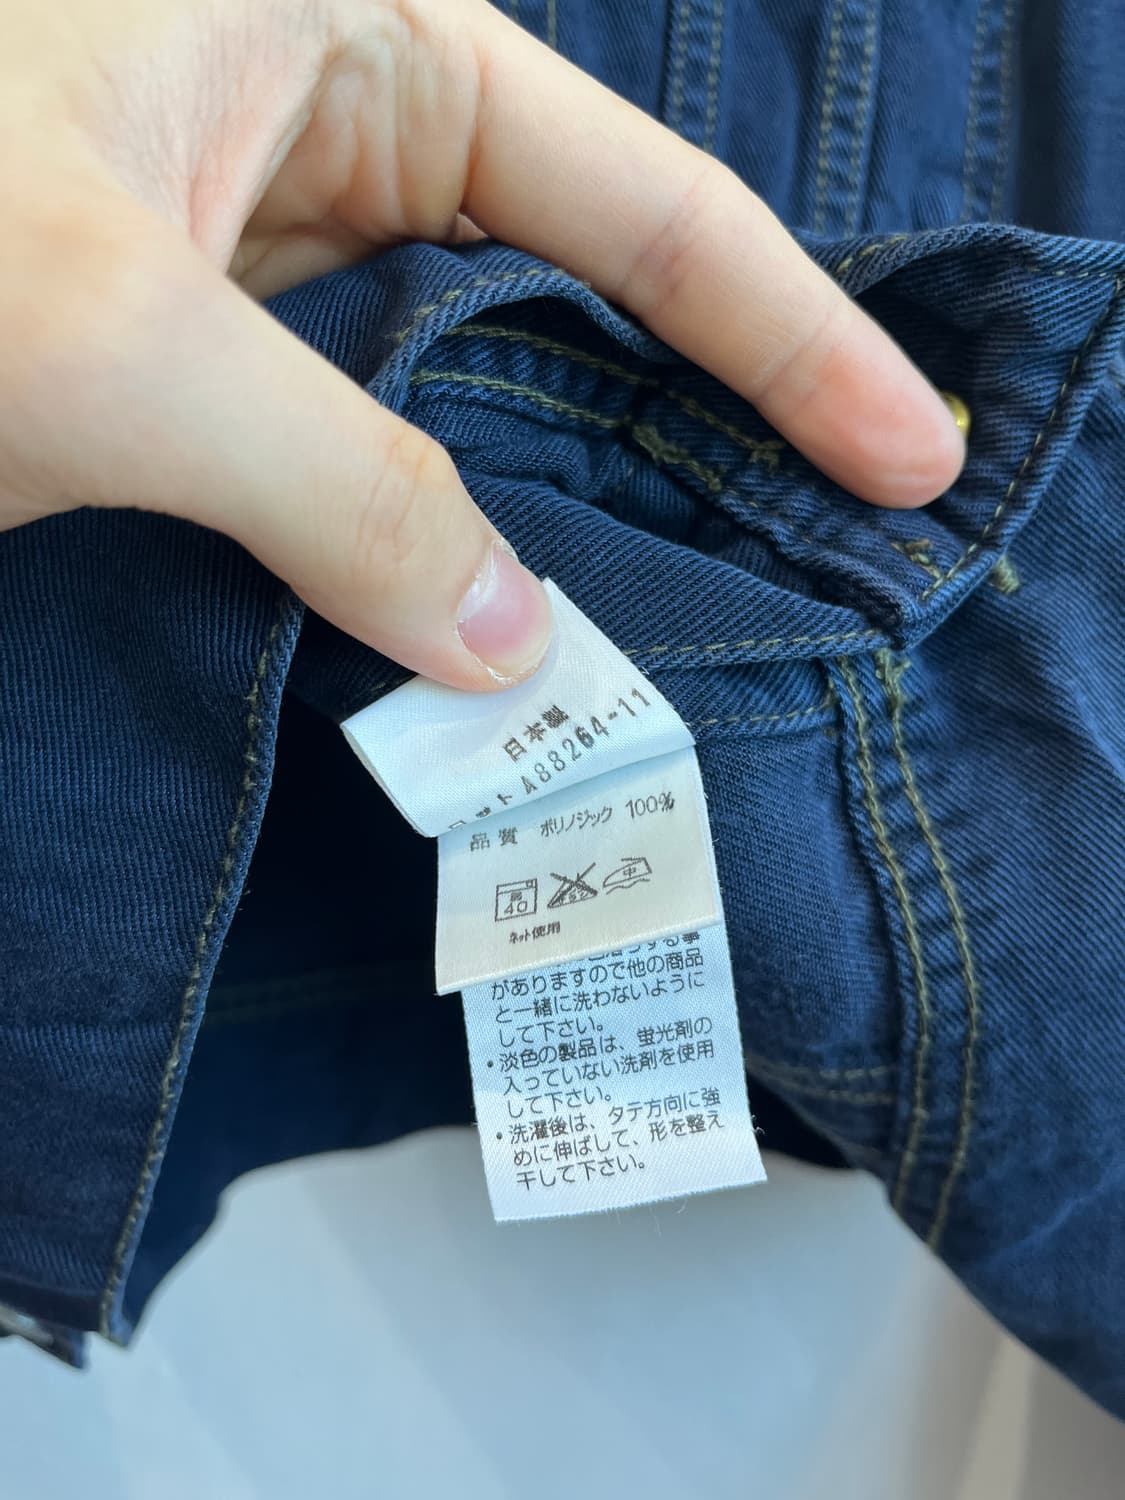 日本製
ロット A88264-11
品質 ポリノジック 100%
40
中
ネット使用
する事
がありますので他の商品
と一緒に洗わないように
して下さい。
・淡色の製品は、蛍光剤の
入っていない洗剤を使用
して下さい。
・洗濯後は、タテ方向に強
めに伸ばして、形を整え
干して下さい。